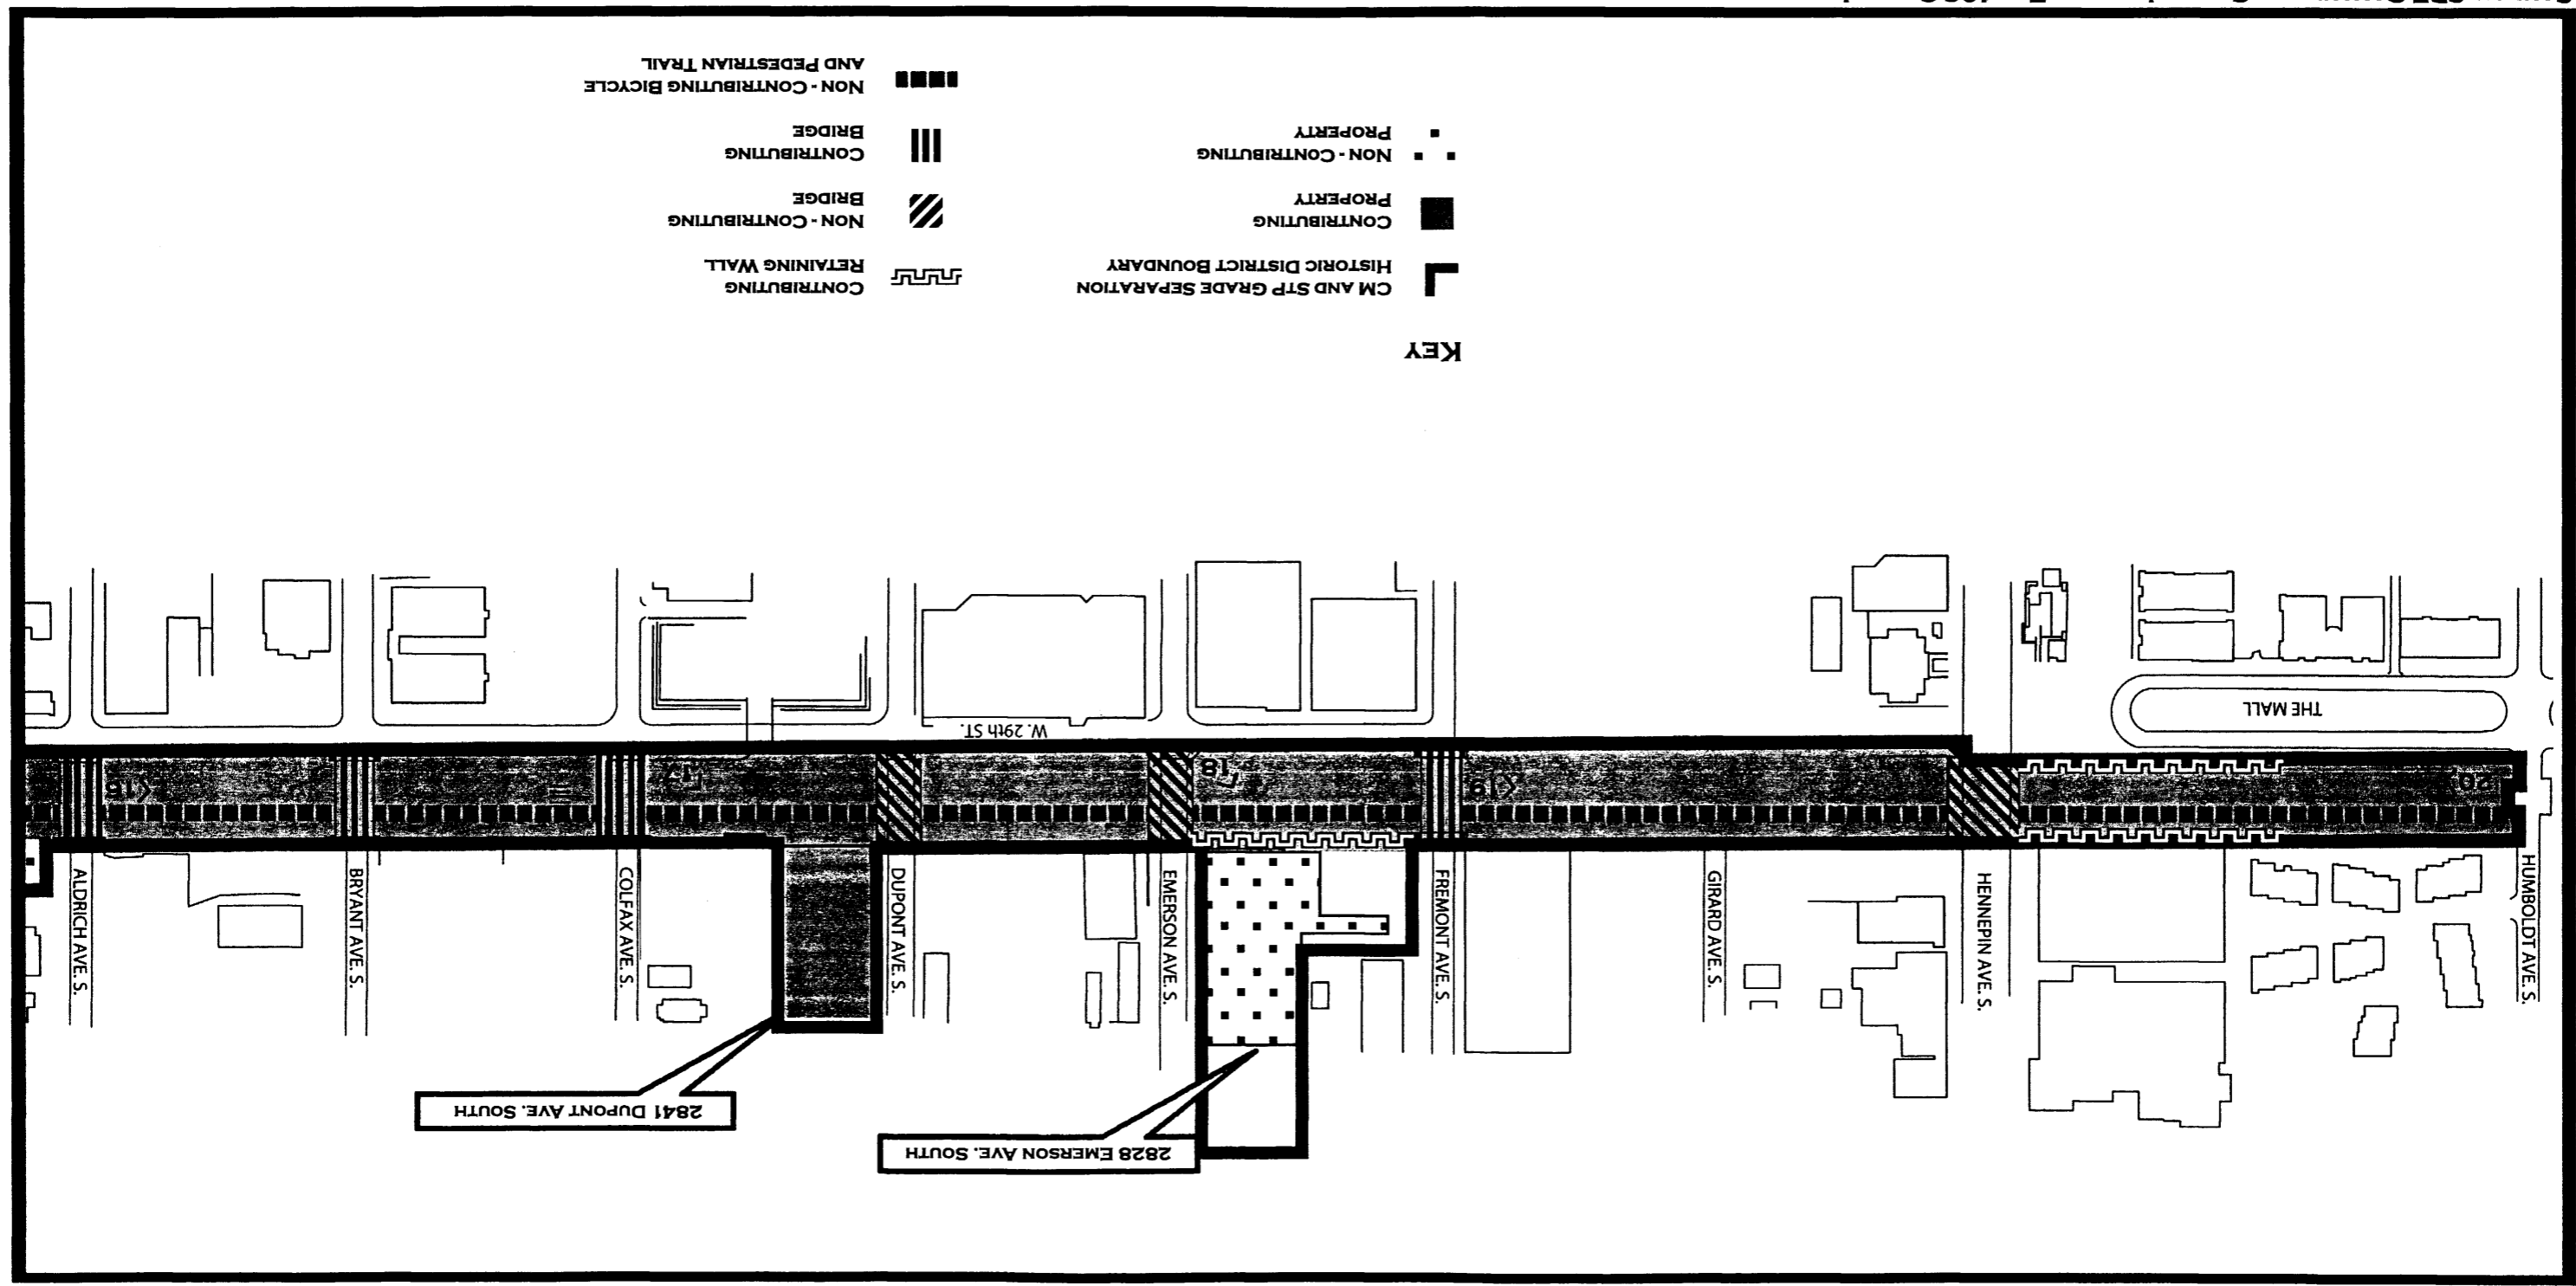 KEY
CM AND STP GRADE SEPARATION
HISTORIC DISTRICT BOUNDARY
CONTRIBUTING
PROPERTY
NON - CONTRIBUTING
PROPERTY
CONTRIBUTING
RETAINING WALL
NON - CONTRIBUTING
BRIDGE
CONTRIBUTING
BRIDGE
NON - CONTRIBUTING BICYCLE
AND PEDESTRIAN TRAIL
2828 EMERSON AVE. SOUTH
2841 DUPONT AVE. SOUTH
HUMBOLDT AVE. S.
HENNEPIN AVE. S.
GIRARD AVE. S.
FREMONT AVE. S.
EMERSON AVE. S.
DUPONT AVE. S.
COLFAX AVE. S.
BRYANT AVE. S.
ALDRICH AVE. S.
20
19
18
17
16
THE MALL
W. 29th ST.